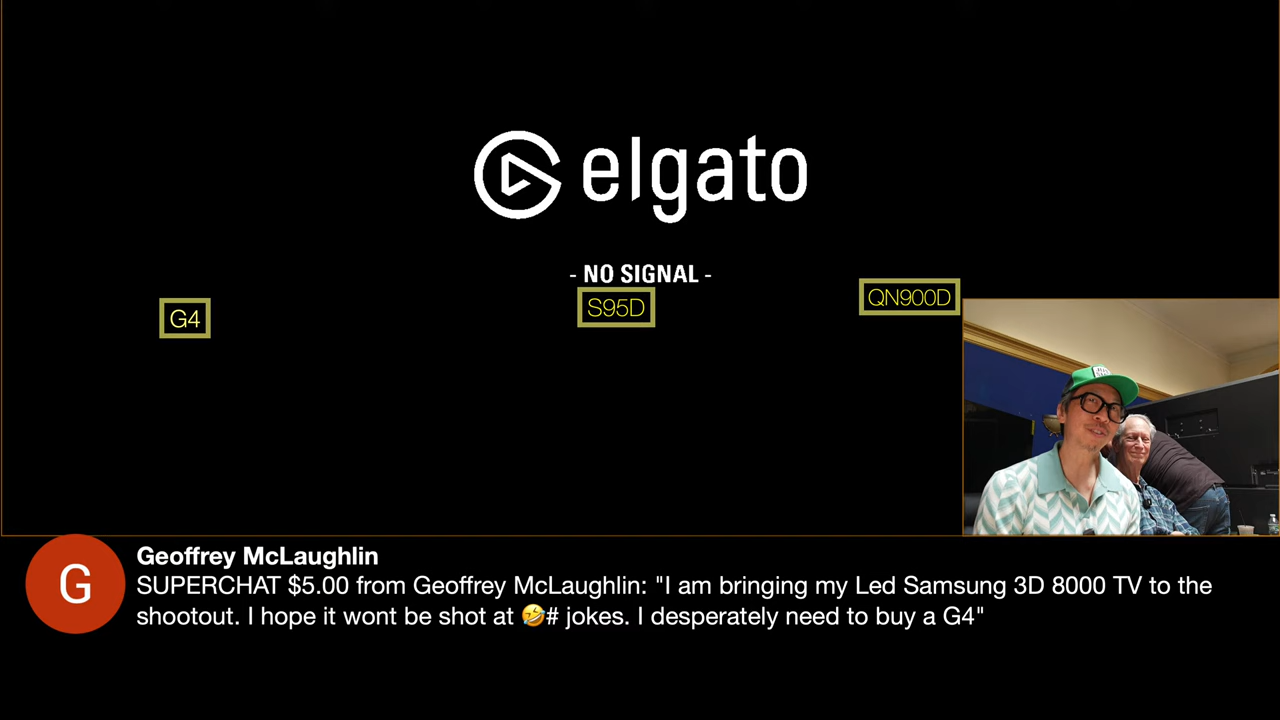 elgato
- NO SIGNAL -
G4
S95D
QN900D
Geoffrey McLaughlin
G
SUPERCHAT $5.00 from Geoffrey McLaughlin: "I am bringing my Led Samsung 3D 8000 TV to the
shootout. I hope it wont be shot at 🤣# jokes. I desperately need to buy a G4"